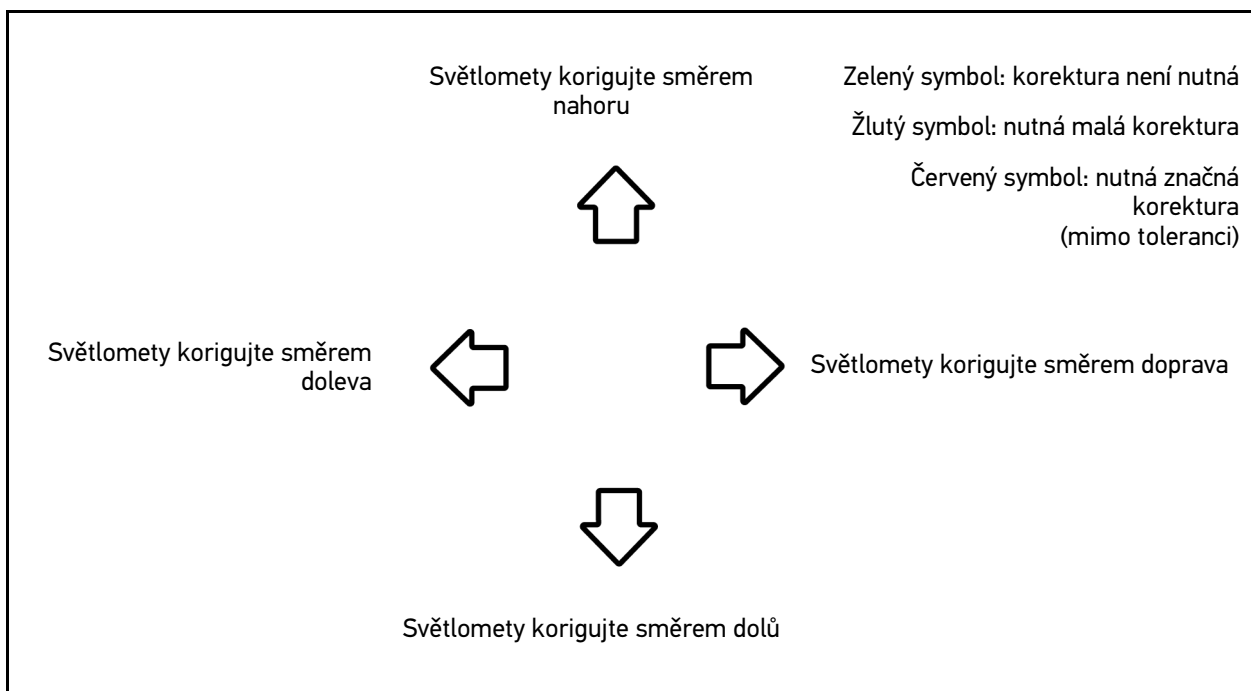 Světlomety korigujte směrem
nahoru
Zelený symbol: korektura není nutná
Žlutý symbol: nutná malá korektura
Červený symbol: nutná značná
korektura
(mimo toleranci)
Světlomety korigujte směrem
doleva
Světlomety korigujte směrem doprava
Světlomety korigujte směrem dolů